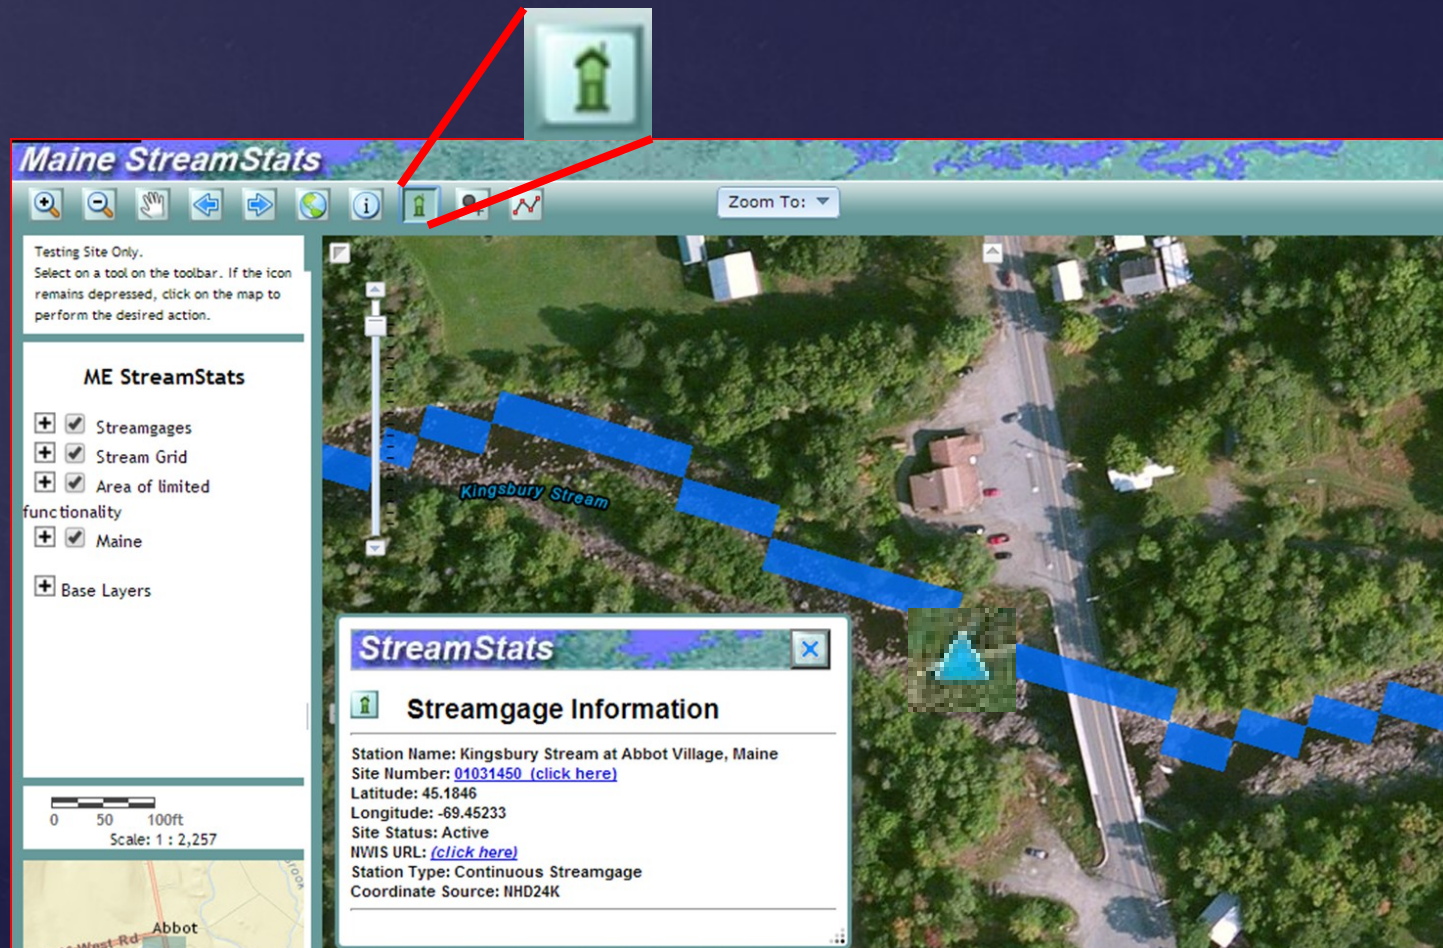 Maine StreamStats
Zoom To:
Testing Site Only.
Select on a tool on the toolbar. If the icon
remains depressed, click on the map to
perform the desired action.
ME StreamStats
Streamgages
Stream Grid
Area of limited
functionality
Maine
Base Layers
0 50 100ft
Scale: 1 : 2,257
Abbot
West Rd
Kingsbury Stream
StreamStats
Streamgage Information
Station Name: Kingsbury Stream at Abbot Village, Maine
Site Number: 01031450 (click here)
Latitude: 45.1846
Longitude: -69.45233
Site Status: Active
NWIS URL: (click here)
Station Type: Continuous Streamgage
Coordinate Source: NHD24K